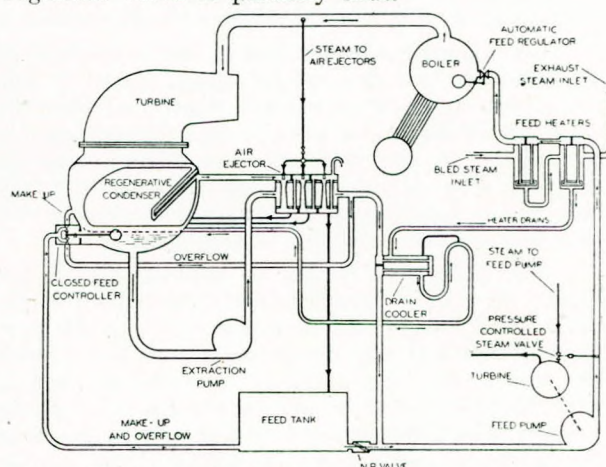 STEAM TO
AIR EJECTORS
AUTOMATIC
FEED REGULATOR
BOILER
EXHAUST
STEAM INLET
TURBINE
FEED HEATERS
AIR
EJECTOR
BLED STEAM
INLET
REGENERATIVE
CONDENSER
MAKE UP
HEATER DRAINS
OVERFLOW
STEAM TO
FEED PUMP
CLOSED FEED
CONTROLLER
DRAIN
COOLER
PRESSURE
CONTROLLED
STEAM VALVE
EXTRACTION
PUMP
TURBINE
MAKE-UP
AND OVERFLOW
FEED TANK
FEED PUMP
N.R. VALVE